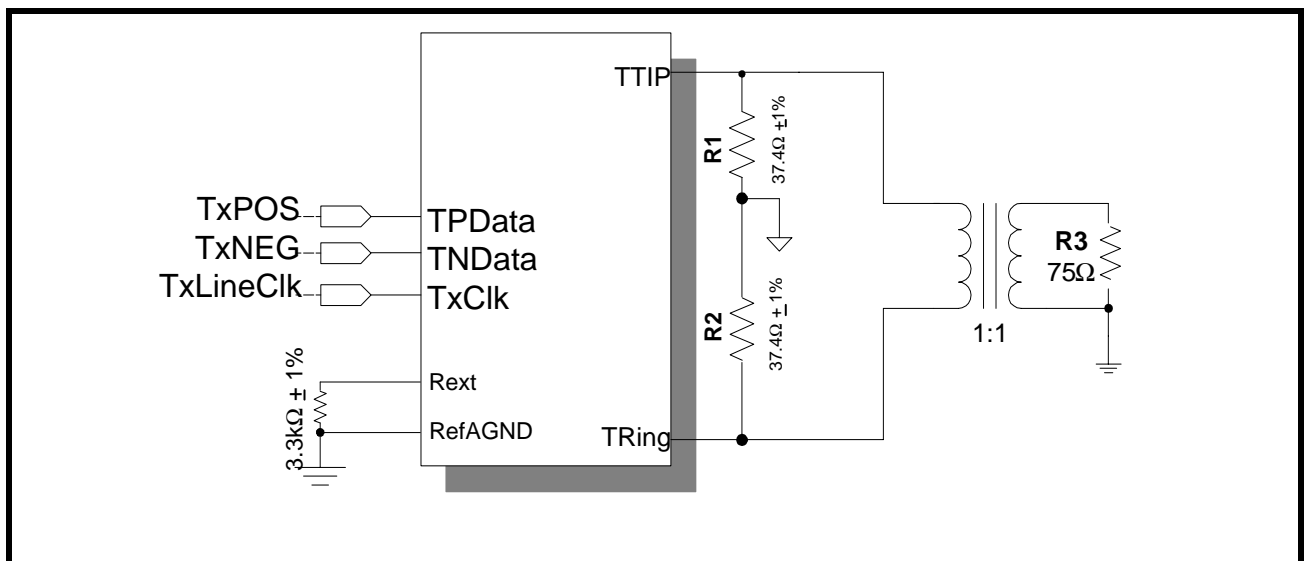 TTIP
R1
37.4Ω ±1%
TxPOS
TPData
TxNEG
TNData
TxLineClk
TxClk
R3
75Ω
R2
37.4Ω ± 1%
1:1
3.3kΩ ± 1%
Rext
RefAGND
TRing